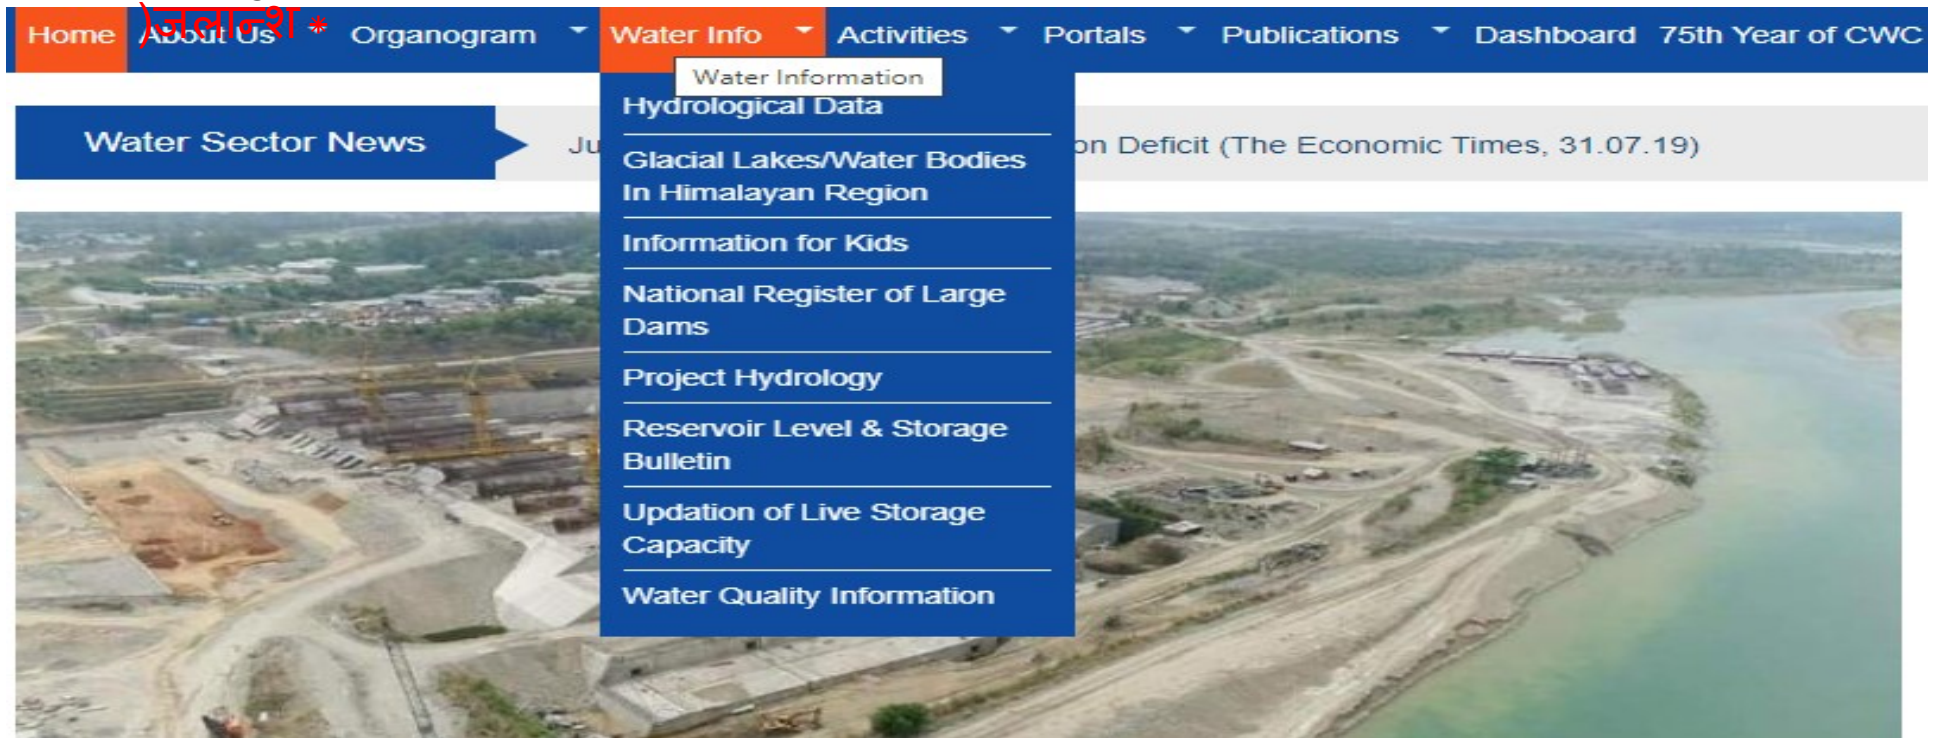 )जलान्श *
Home About Us Organogram Water Info Activities Portals Publications Dashboard 75th Year of CWC
Water Information
Hydrological Data
Water Sector News
Ju
on Deficit (The Economic Times, 31.07.19)
Glacial Lakes/Water Bodies
In Himalayan Region
Information for Kids
National Register of Large
Dams
Project Hydrology
Reservoir Level & Storage
Bulletin
Updation of Live Storage
Capacity
Water Quality Information